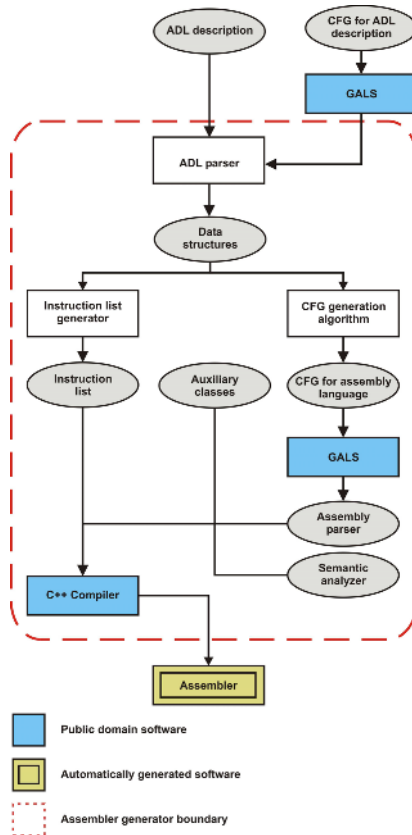 ADL description
CFG for ADL
description
GALS
ADL parser
Data
structures
Instruction list
generator
CFG generation
algorithm
Instruction
list
Auxiliary
classes
CFG for assembly
language
GALS
Assembly
parser
Semantic
analyzer
C++ Compiler
Assembler
Public domain software
Automatically generated software
Assembler generator boundary